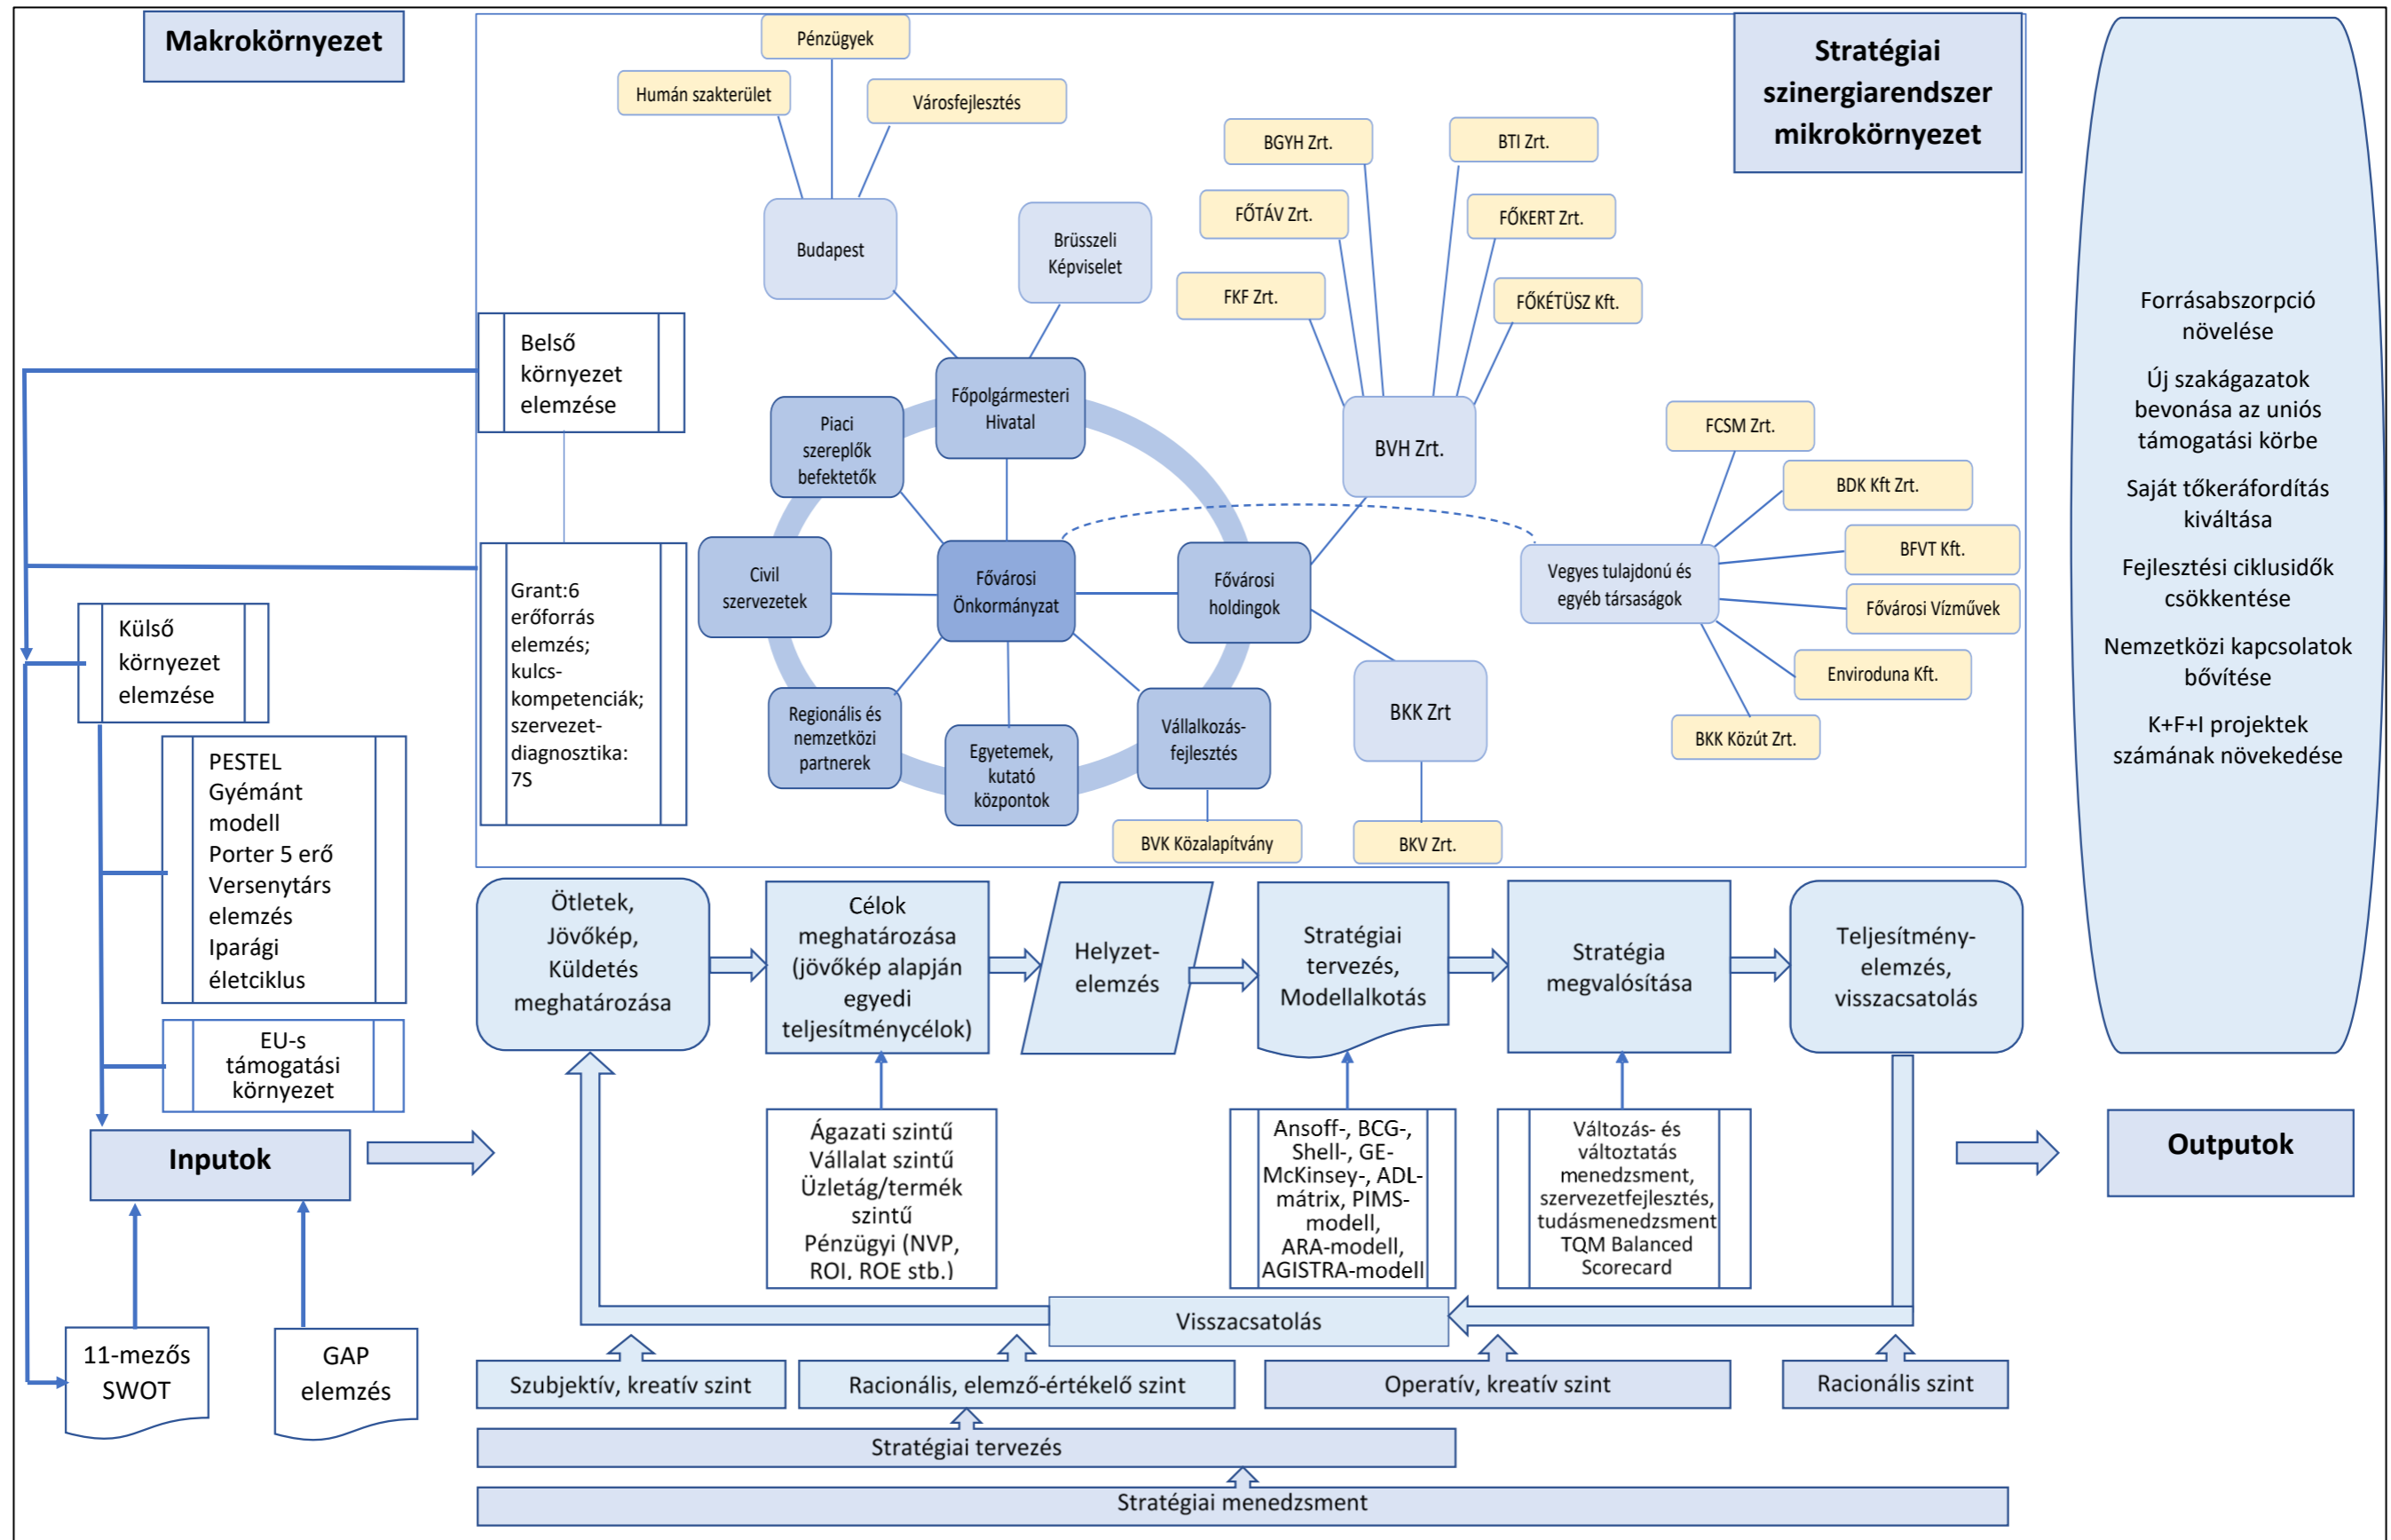 Makrokörnyezet
Stratégiai
szinergiarendszer
mikrokörnyezet
Pénzügyek
Humán szakterület
Városfejlesztés
Budapest
Brüsszeli
Képviselet
BGYH Zrt.
BTI Zrt.
FŐTÁV Zrt.
FŐKERT Zrt.
FKF Zrt.
FŐKÉTÜSZ Kft.
BVH Zrt.
Főpolgármesteri
Hivatal
Piaci
szereplők
befektetők
Civil
szervezetek
Fővárosi
Önkormányzat
Fővárosi
holdingok
Regionális és
nemzetközi
partnerek
Egyetemek,
kutató
központok
Vállalkozás-
fejlesztés
BVK Közalapítvány
BKK Zrt
BKV Zrt.
Vegyes tulajdonú és
egyéb társaságok
FCSM Zrt.
BDK Kft Zrt.
BFVT Kft.
Fővárosi Vízművek
Enviroduna Kft.
BKK Közút Zrt.
Belső
környezet
elemzése
Grant:6
erőforrás
elemzés;
kulcs-
kompetenciák;
szervezet-
diagnosztika:
7S
Külső
környezet
elemzése
PESTEL
Gyémánt
modell
Porter 5 erő
Versenytárs
elemzés
Iparági
életciklus
EU-s
támogatási
környezet
Inputok
11-mezős
SWOT
GAP
elemzés
Ötletek,
Jövőkép,
Küldetés
meghatározása
Célok
meghatározása
(jövőkép alapján
egyedi
teljesítménycélok)
Helyzet-
elemzés
Stratégiai
tervezés,
Modellalkotás
Stratégia
megvalósítása
Teljesítmény-
elemzés,
visszacsatolás
Ágazati szintű
Vállalat szintű
Üzletág/termék
szintű
Pénzügyi (NVP,
ROI, ROE stb.)
Ansoff-, BCG-,
Shell-, GE-
McKinsey-, ADL-
mátrix, PIMS-
modell,
ARA-modell,
AGISTRA-modell
Változás- és
változtatás
menedzsment,
szervezetfejlesztés,
tudásmenedzsment
TQM Balanced
Scorecard
Visszacsatolás
Szubjektív, kreatív szint
Racionális, elemző-értékelő szint
Operatív, kreatív szint
Racionális szint
Stratégiai tervezés
Stratégiai menedzsment
Forrásabszorpció
növelése
Új szakágazatok
bevonása az uniós
támogatási körbe
Saját tőkeráfordítás
kiváltása
Fejlesztési ciklusidők
csökkentése
Nemzetközi kapcsolatok
bővítése
K+F+I projektek
számának növekedése
Outputok